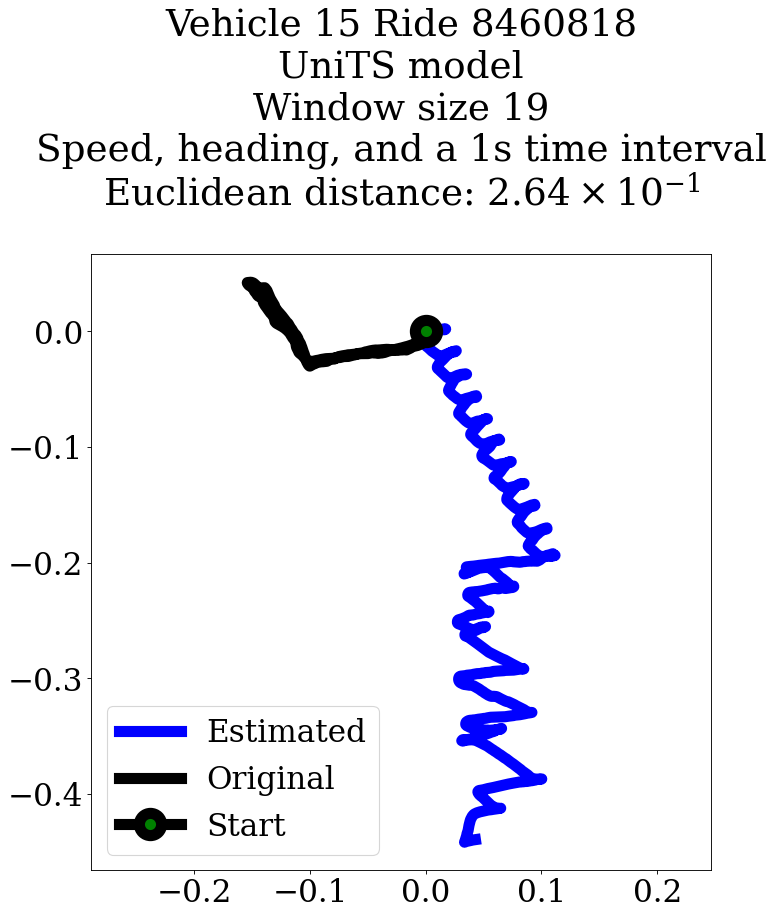 Vehicle 15 Ride 8460818
UniTS model
Window size 19
Speed, heading, and a 1s time interval
Euclidean distance: 2.64 × 10⁻¹
0.0
−0.1
−0.2
−0.3
−0.4
Estimated
Original
Start
−0.2 −0.1 0.0 0.1 0.2